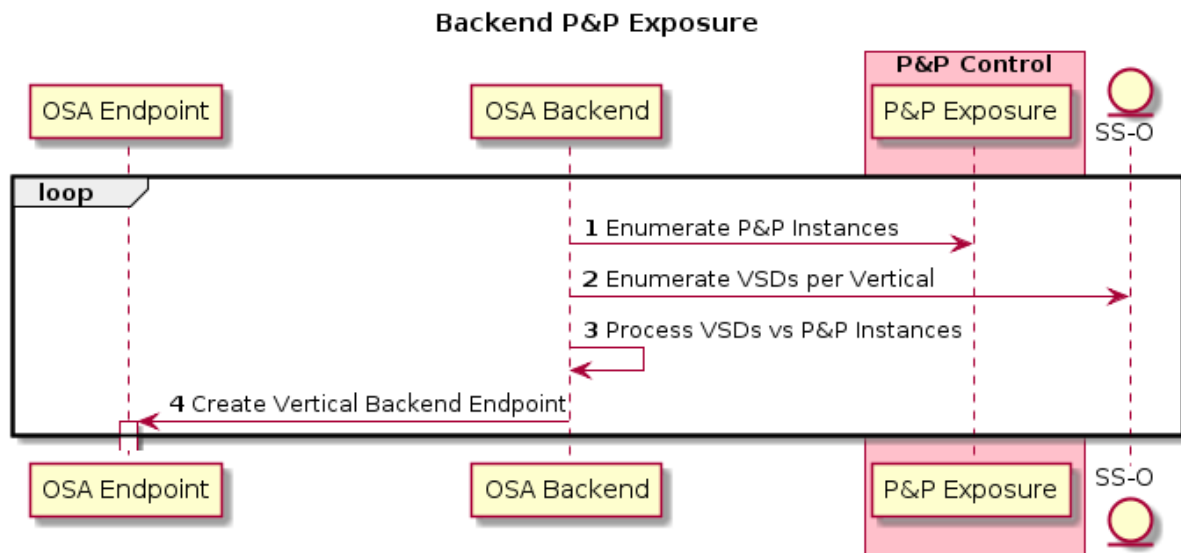 Backend P&P Exposure
P&P Control
OSA Endpoint
OSA Backend
P&P Exposure
SS-O
loop
1 Enumerate P&P Instances
2 Enumerate VSDs per Vertical
3 Process VSDs vs P&P Instances
4 Create Vertical Backend Endpoint
OSA Endpoint
OSA Backend
P&P Exposure
SS-O